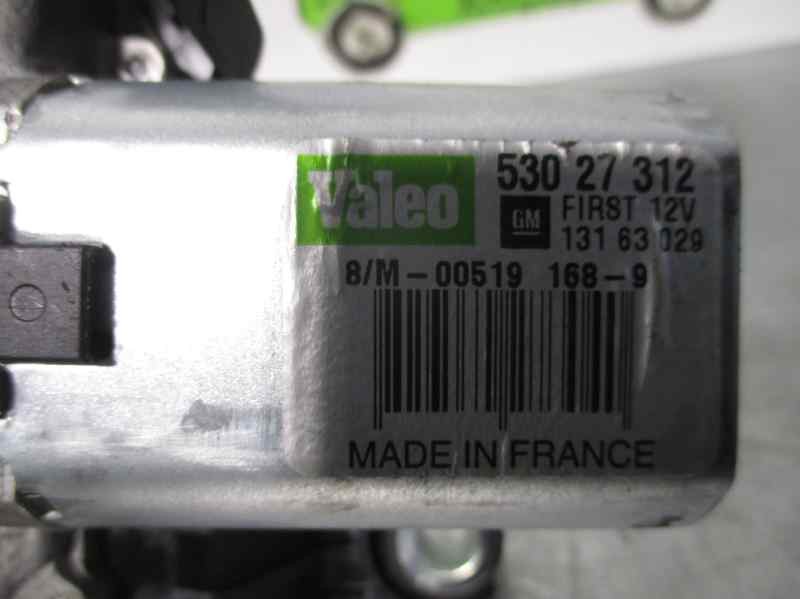 Valeo
530 27 312
GM
FIRST 12V
131 63 029
8/M-00519 168-9
MADE IN FRANCE